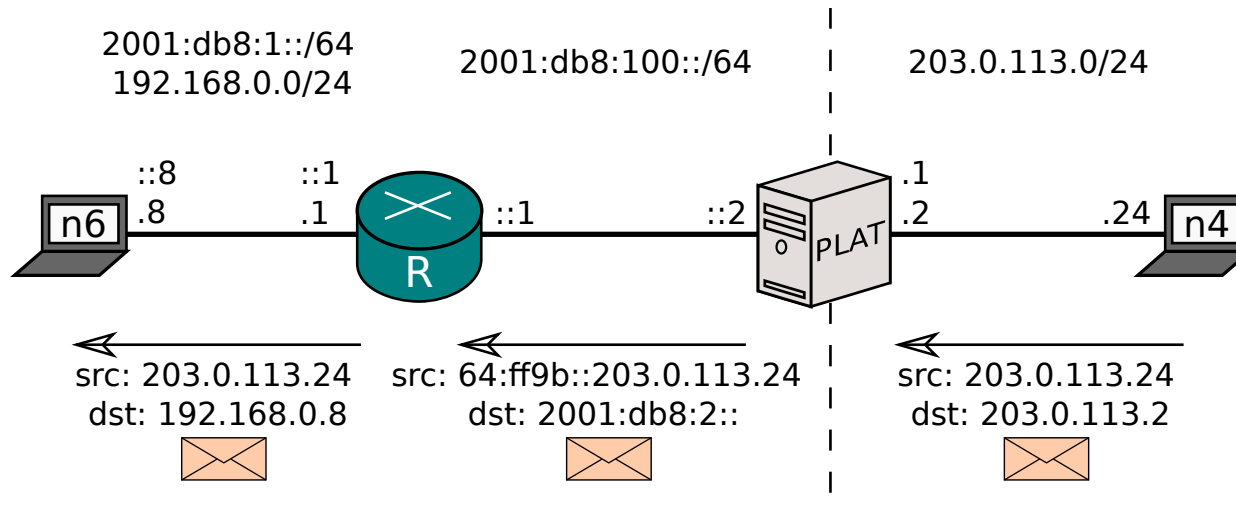 2001:db8:1::/64
192.168.0.0/24
2001:db8:100::/64
203.0.113.0/24
::8
.8
::1
.1
::1
::2
.1
.2
.24
n6
R
PLAT
n4
src: 203.0.113.24
dst: 192.168.0.8
src: 64:ff9b::203.0.113.24
dst: 2001:db8:2::
src: 203.0.113.24
dst: 203.0.113.2